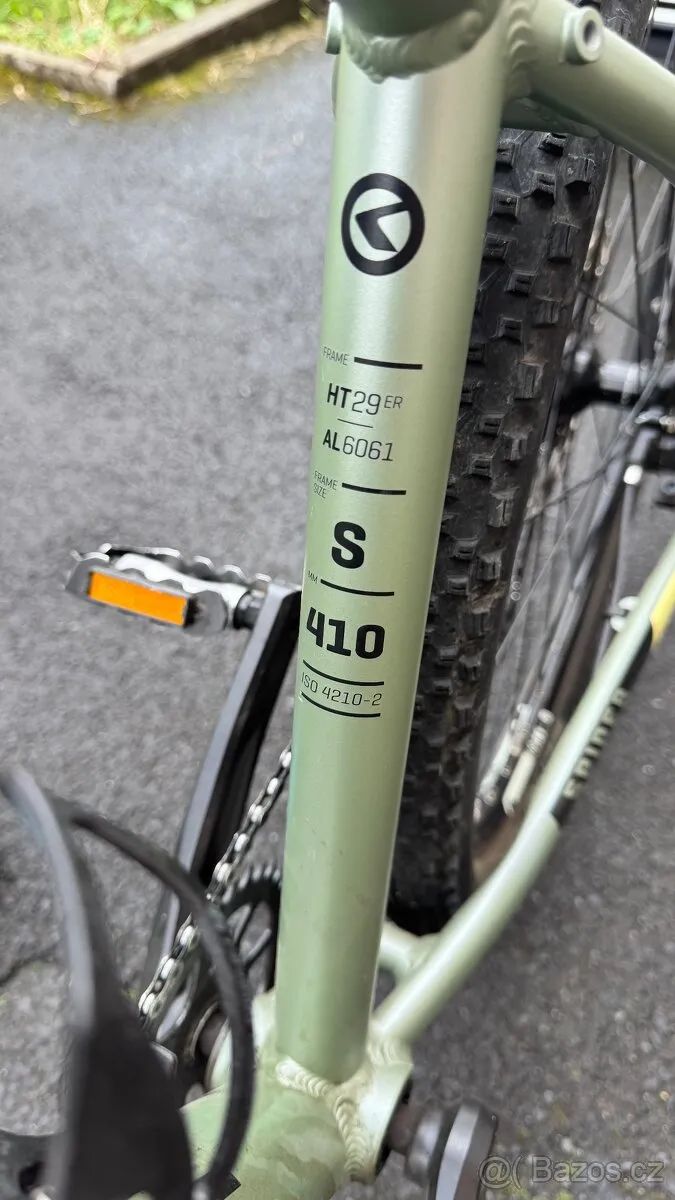 FRAME
HT29ER
AL6061
FRAME
SIZE
S
MM
410
ISO 4210-2
@( Bazos.cz